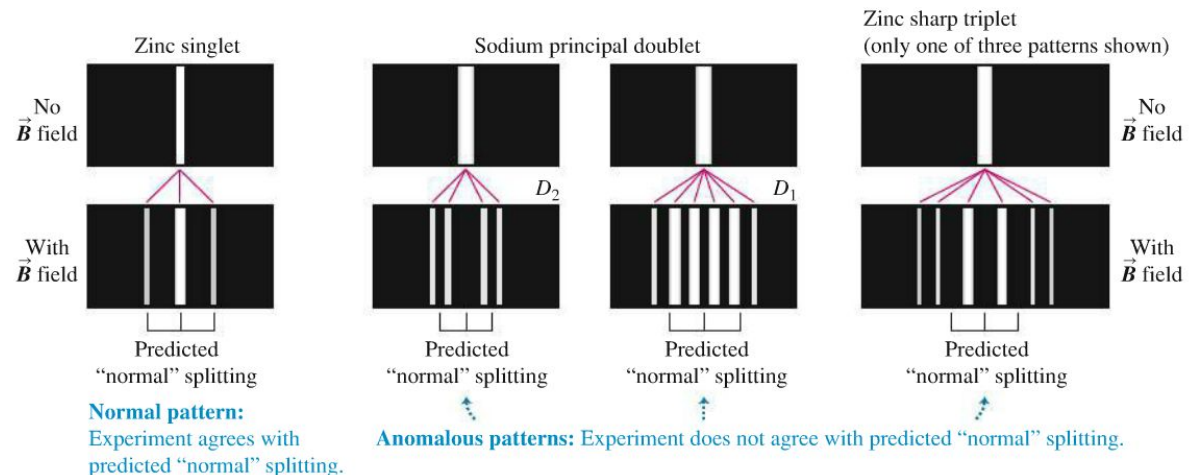 Zinc singlet
Sodium principal doublet
Zinc sharp triplet
(only one of three patterns shown)
No
B field
No
B field
D2
D1
With
B field
With
B field
Predicted
“normal” splitting
Predicted
“normal” splitting
Predicted
“normal” splitting
Predicted
“normal” splitting
Normal pattern:
Experiment agrees with
predicted “normal” splitting.
Anomalous patterns: Experiment does not agree with predicted “normal” splitting.